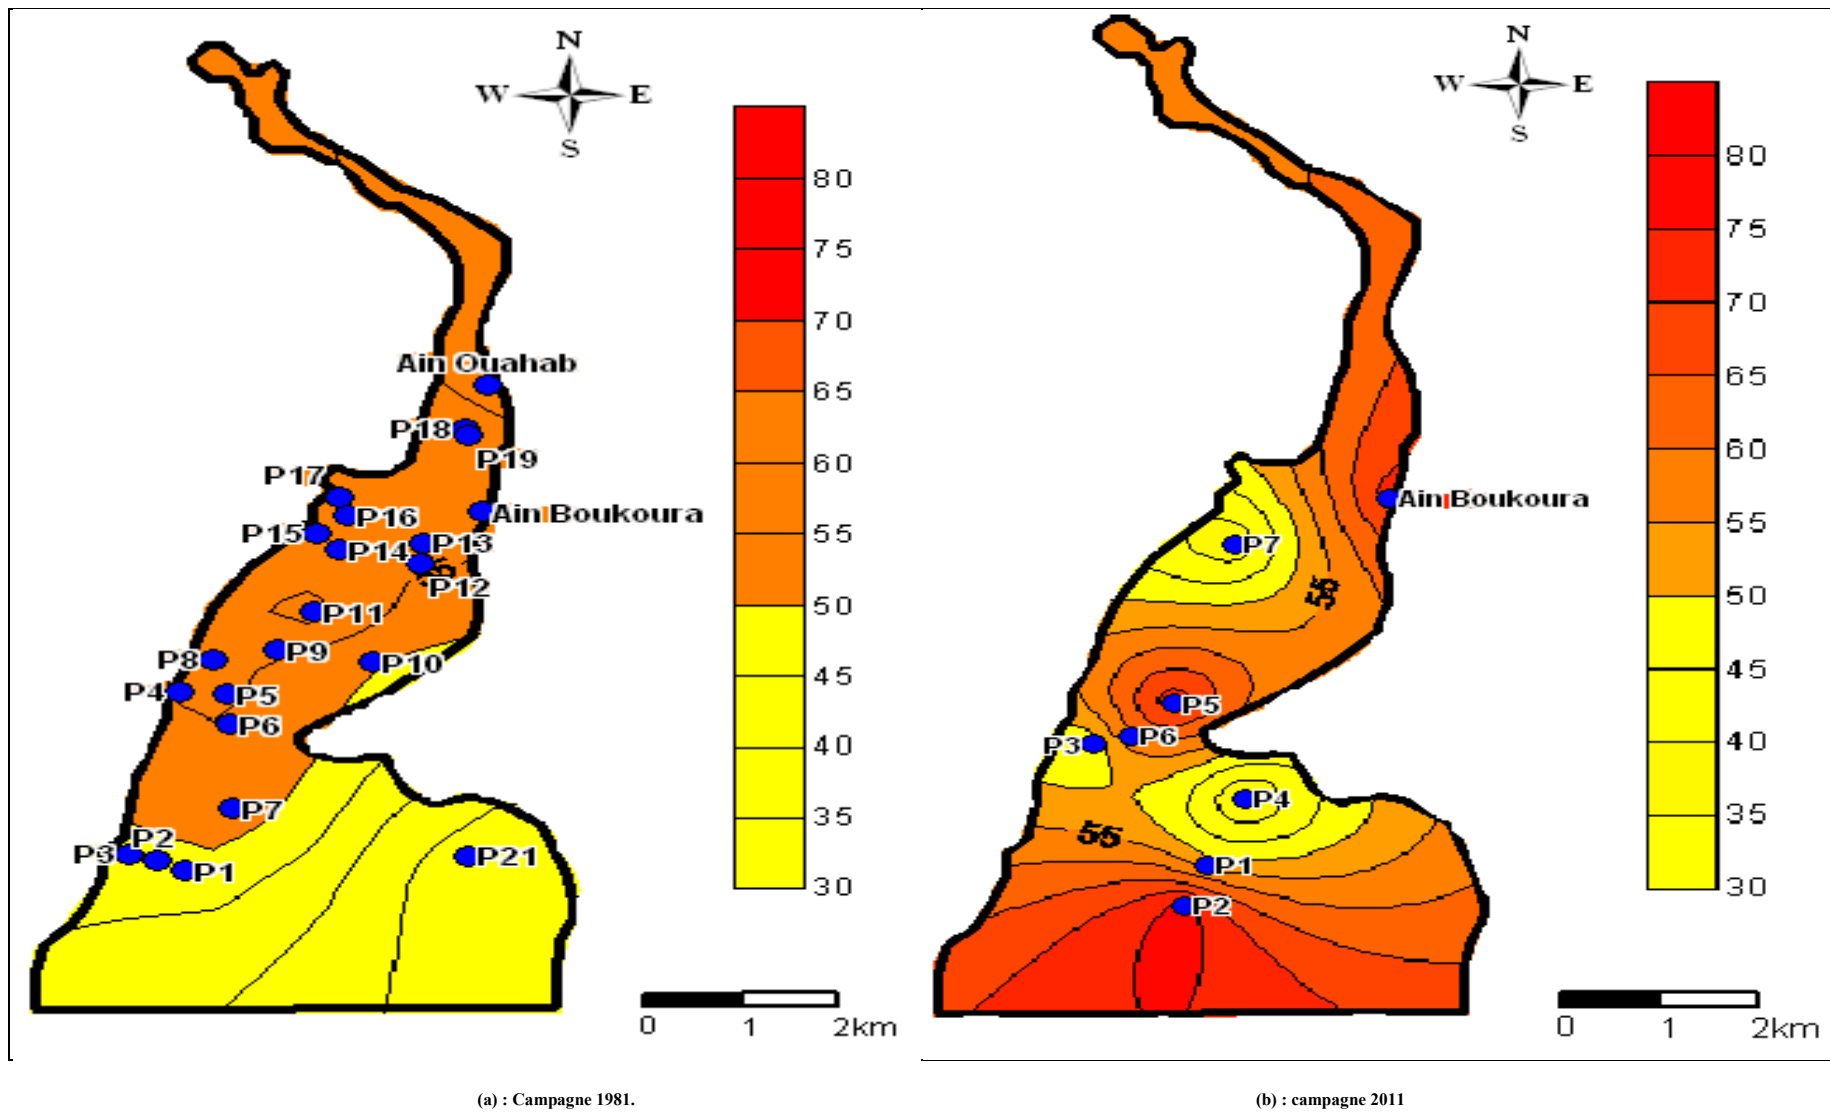 N
W E
S
80
75
70
65
60
55
50
45
40
35
30
Ain Ouahab
P18
P19
P17
P16
Ain Boukoura
P15
P14
P13
P12
P11
P9
P8
P10
P4
P5
P6
P7
P2
P3
P1
P21
0 1 2km
(a) : Campagne 1981.
N
W E
S
80
75
70
65
60
55
50
45
40
35
30
Ain Boukoura
P7
55
P5
P6
P3
P4
55
P1
P2
0 1 2km
(b) : campagne 2011